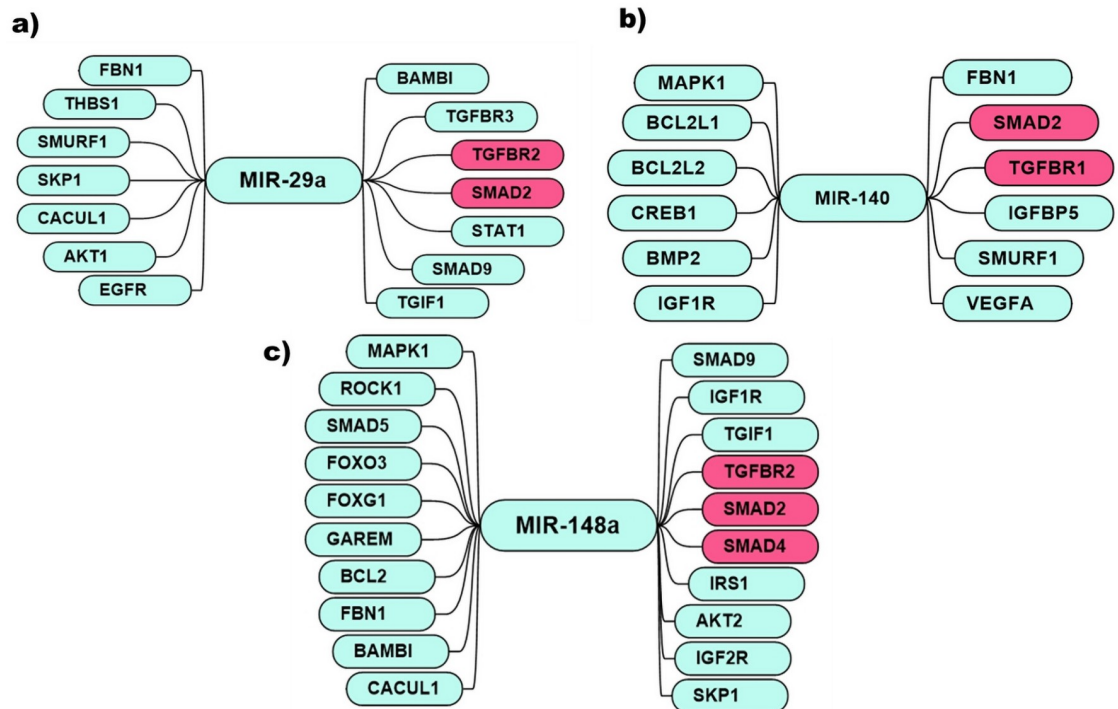 a)
FBN1
THBS1
SMURF1
SKP1
CACUL1
AKT1
EGFR
MIR-29a
BAMBI
TGFBR3
TGFBR2
SMAD2
STAT1
SMAD9
TGIF1
b)
MAPK1
BCL2L1
BCL2L2
CREB1
BMP2
IGF1R
MIR-140
FBN1
SMAD2
TGFBR1
IGFBP5
SMURF1
VEGFA
c)
MAPK1
ROCK1
SMAD5
FOXO3
FOXG1
GAREM
BCL2
FBN1
BAMBI
CACUL1
MIR-148a
SMAD9
IGF1R
TGIF1
TGFBR2
SMAD2
SMAD4
IRS1
AKT2
IGF2R
SKP1